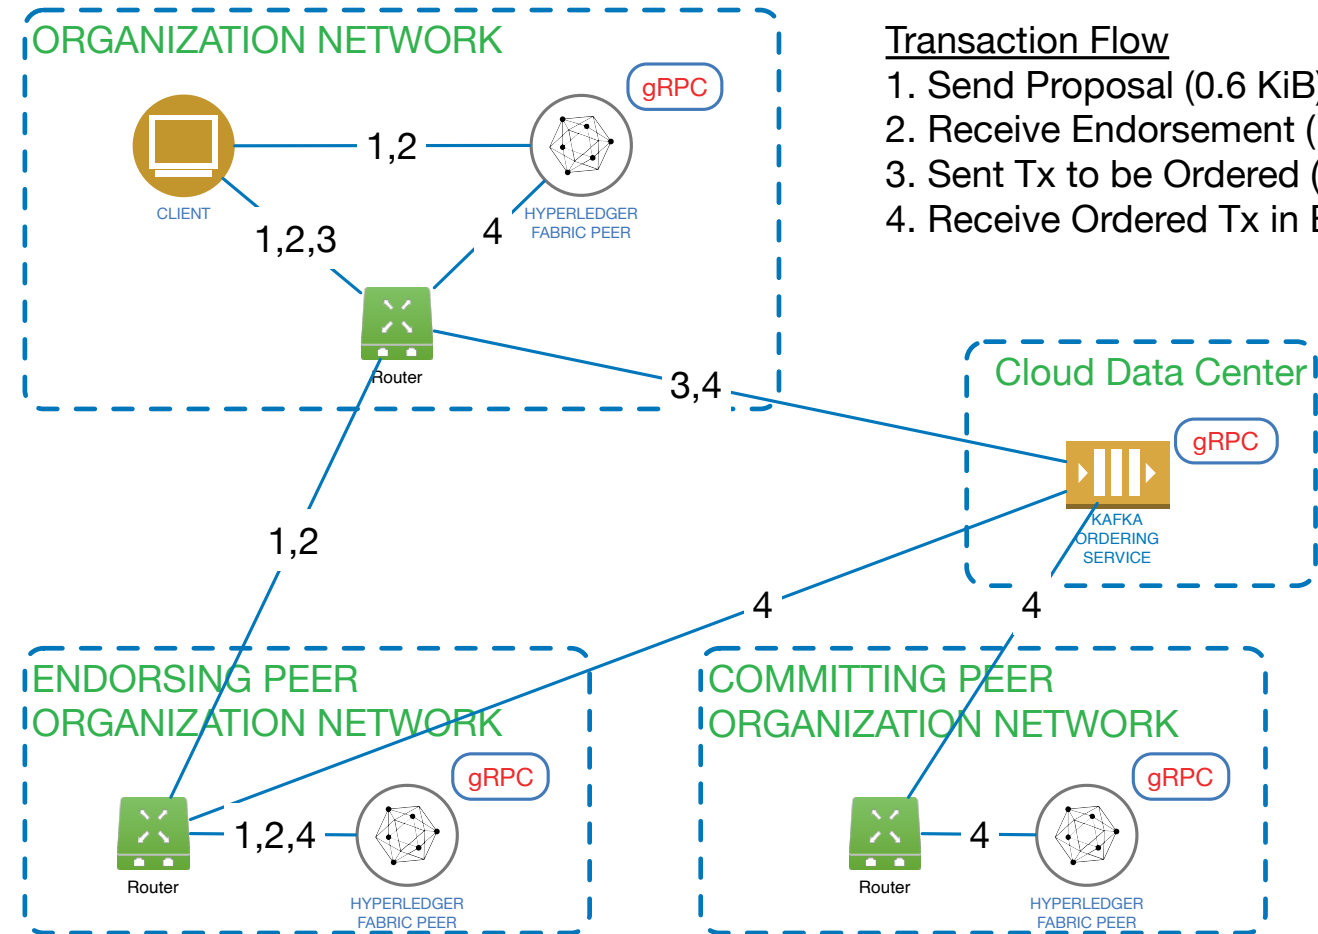 ORGANIZATION NETWORK
gRPC
1,2
CLIENT
HYPERLEDGER
FABRIC PEER
1,2,3
4
Router
Transaction Flow
1. Send Proposal (0.6 KiB)
2. Receive Endorsement (
3. Sent Tx to be Ordered (
4. Receive Ordered Tx in
3,4
Cloud Data Center
gRPC
KAFKA
ORDERING
SERVICE
1,2
4
4
ENDORSING PEER
ORGANIZATION NETWORK
gRPC
1,2,4
Router
HYPERLEDGER
FABRIC PEER
COMMITTING PEER
ORGANIZATION NETWORK
gRPC
4
Router
HYPERLEDGER
FABRIC PEER